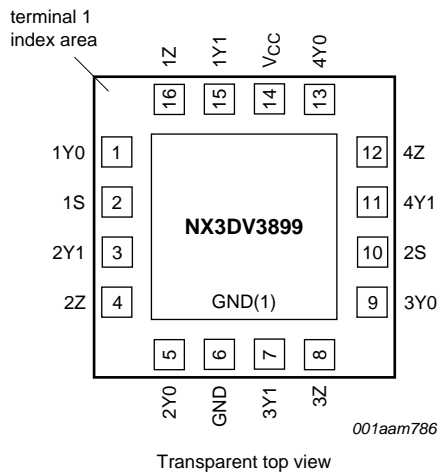 terminal 1
index area
1Z 1Y1 VCC 4Y0
16 15 14 13
1Y0 1 12 4Z
1S 2 11 4Y1
NX3DV3899
2Y1 3 10 2S
2Z 4 9 3Y0
GND(1)
5 6 7 8
2Y0 GND 3Y1 3Z
001aam786
Transparent top view